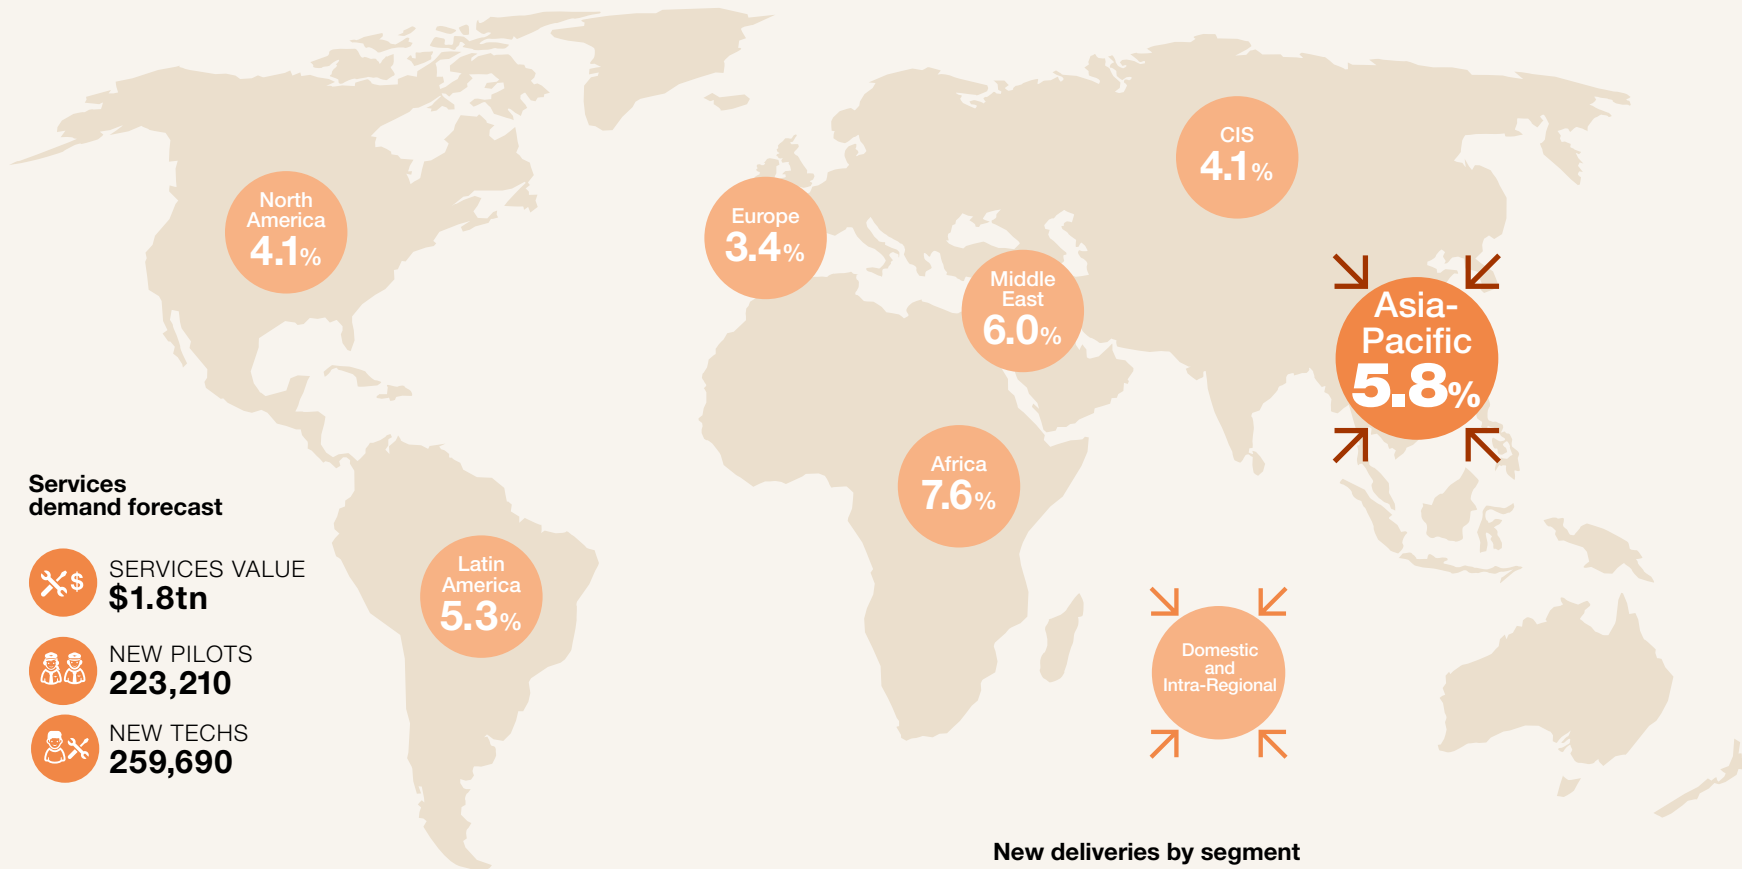 CIS
4.1%
North
America
4.1%
Europe
3.4%
Middle
East
6.0%
Asia-
Pacific
5.8%
Africa
7.6%
Latin
America
5.3%
Domestic
and
Intra-Regional
Services
demand forecast
$
SERVICES VALUE
$1.8tn
NEW PILOTS
223,210
NEW TECHS
259,690
New deliveries by segment